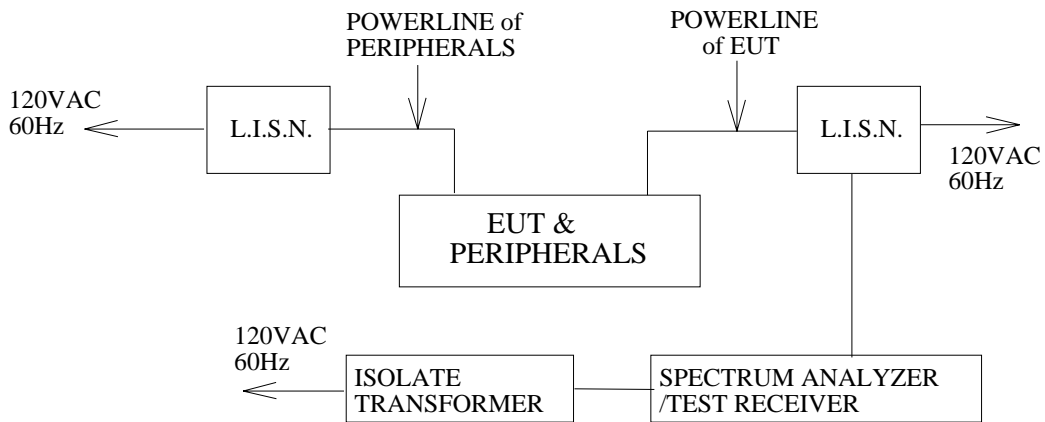 POWERLINE of
PERIPHERALS
POWERLINE
of EUT
120VAC
60Hz
L.I.S.N.
L.I.S.N.
120VAC
60Hz
EUT &
PERIPHERALS
120VAC
60Hz
ISOLATE
TRANSFORMER
SPECTRUM ANALYZER
/TEST RECEIVER